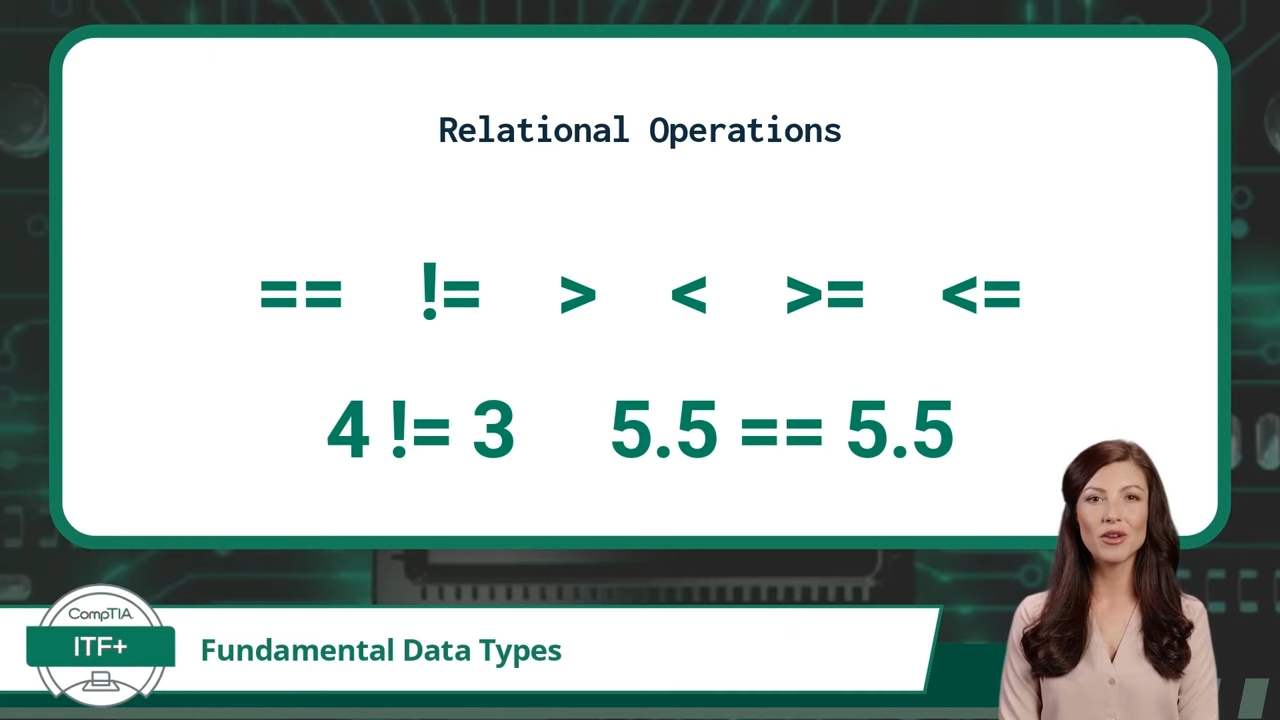 Relational Operations
== != > < >= <=
4 != 3 5.5 == 5.5
CompTIA.
ITF+
Fundamental Data Types